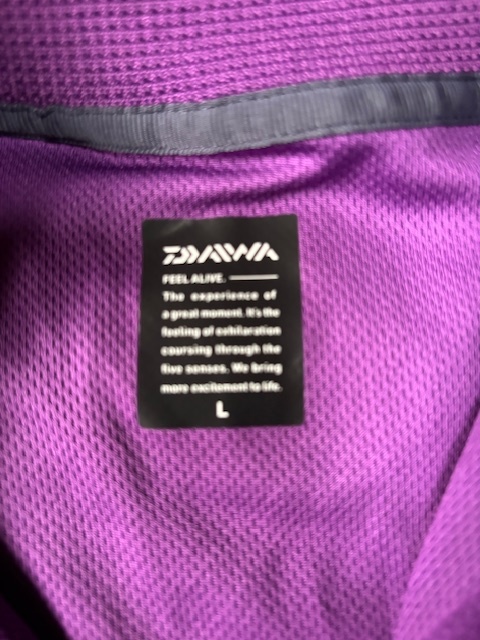 DAIWA
FEEL ALIVE.
The experience of
a great moment. It's the
feeling of exhilaration
coursing through the
five senses. We bring
more excitement to life.
L